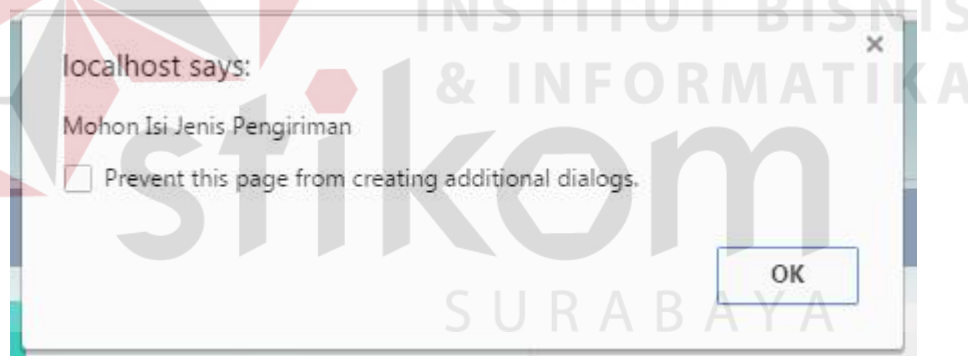 INSTITUT BISNIS
& INFORMATIKA
stikom
SURABAYA
localhost says:
×
Mohon Isi Jenis Pengiriman
Prevent this page from creating additional dialogs.
OK